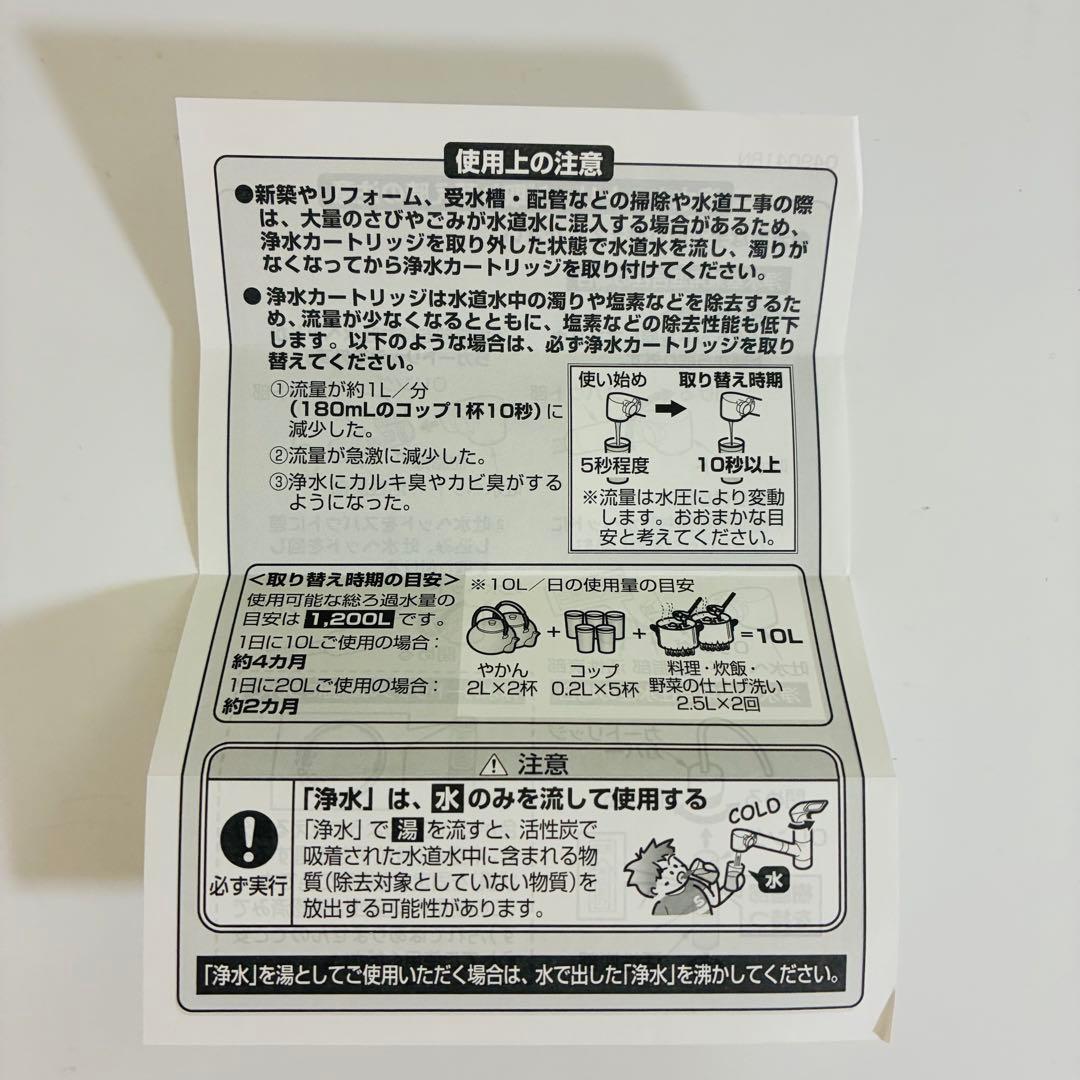 使用上の注意
●新築やリフォーム、受水槽・配管などの掃除や水道工事の際
は、大量のさびやごみが水道水に混入する場合があるため、
浄水カートリッジを取り外した状態で水道水を流し、濁りが
なくなってから浄水カートリッジを取り付けてください。
●浄水カートリッジは水道水中の濁りや塩素などを除去するた
め、流量が少なくなるとともに、塩素などの除去性能も低下
します。以下のような場合は、必ず浄水カートリッジを取り
替えてください。
①流量が約1L／分
（180mLのコップ1杯10秒）に
減少した。
②流量が急激に減少した。
③浄水にカルキ臭やカビ臭がする
ようになった。
使い始め 取り替え時期
5秒程度 10秒以上
※流量は水圧により変動
します。おおまかな目
安と考えてください。
＜取り替え時期の目安＞
使用可能な総ろ過水量の
目安は 1,200L です。
1日に10Lご使用の場合：
約4カ月
1日に20Lご使用の場合：
約2カ月
※10L／日の使用量の目安
+ + =10L
やかん
2L×2杯
コップ
0.2L×5杯
料理・炊飯・
野菜の仕上げ洗い
2.5L×2回
注意
必ず実行
「浄水」は、水のみを流して使用する
「浄水」で湯を流すと、活性炭で
吸着された水道水中に含まれる物
質（除去対象としていない物質）を
放出する可能性があります。
COLD
水
S
「浄水」を湯としてご使用いただく場合は、水で出した「浄水」を沸かしてください。